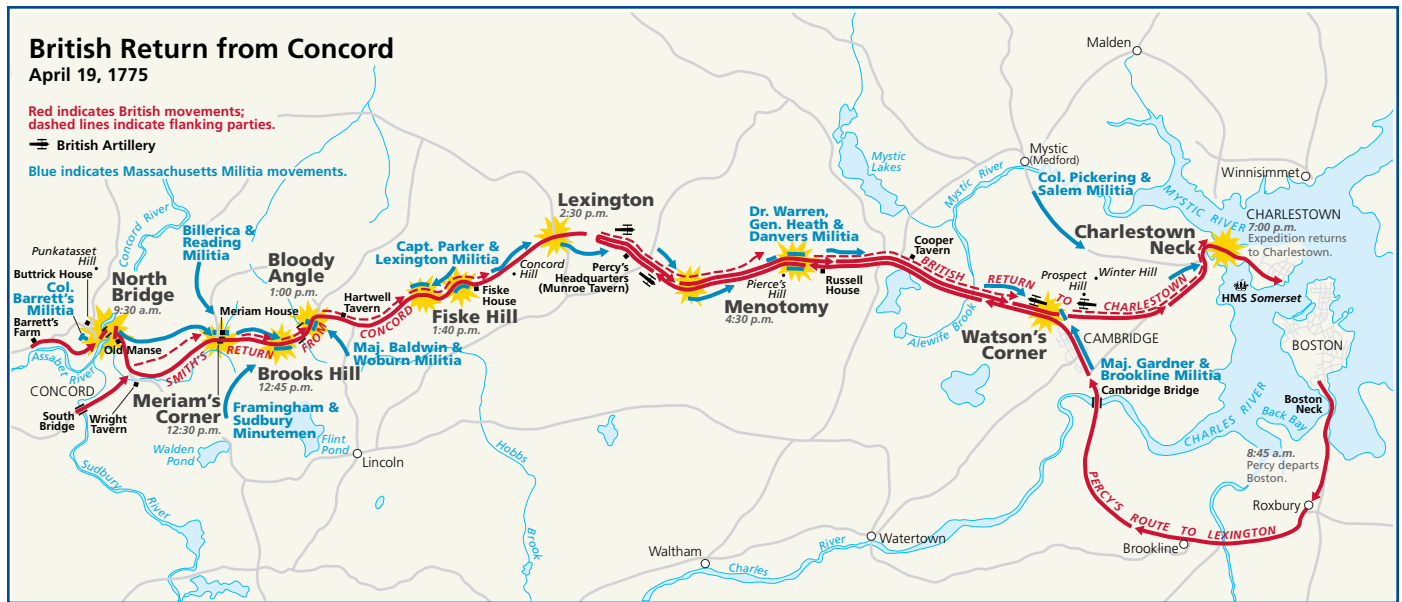 British Return from Concord
April 19, 1775
Red indicates British movements;
dashed lines indicate flanking parties.
British Artillery
Blue indicates Massachusetts Militia movements.
Concord River
Punkatasset
Hill
Buttrick House
Col.
Barrett's
Militia
Barrett's
Farm
Assabet
River
CONCORD
South
Bridge
Wright
Tavern
Old Manse
North
Bridge
9:30 a.m.
Billerica &
Reading
Militia
Meriam House
Meriam's
Corner
12:30 p.m.
SMITH'S RETURN FROM CONCORD
Bloody
Angle
1:00 p.m.
Brooks Hill
12:45 p.m.
Framingham &
Sudbury
Minutemen
Walden
Pond
Flint
Pond
Lincoln
Sudbury
River
Hartwell
Tavern
Maj. Baldwin &
Woburn Militia
Capt. Parker &
Lexington Militia
Fiske
House
Fiske Hill
1:40 p.m.
Concord
Hill
Lexington
2:30 p.m.
Percy's
Headquarters
(Munroe Tavern)
Hobbs
Brook
Menotomy
4:30 p.m.
Pierce's
Hill
Russell
House
Dr. Warren,
Gen. Heath &
Danvers Militia
Cooper
Tavern
Mystic
Lakes
Mystic River
Mystic
(Medford)
Malden
Col. Pickering &
Salem Militia
Winnisimmet
MYSTIC RIVER
CHARLESTOWN
7:00 p.m.
Expedition returns
to Charlestown.
Charlestown
Neck
Prospect
Hill
Winter Hill
BRITISH RETURN TO CHARLESTOWN
HMS Somerset
Alewife Brook
Watson's
Corner
CAMBRIDGE
Maj. Gardner &
Brookline Militia
Cambridge Bridge
BOSTON
Boston
Neck
CHARLES RIVER
Back Bay
8:45 a.m.
Percy departs
Boston.
Roxbury
PERCY'S ROUTE TO LEXINGTON
Brookline
Watertown
Waltham
Charles
River